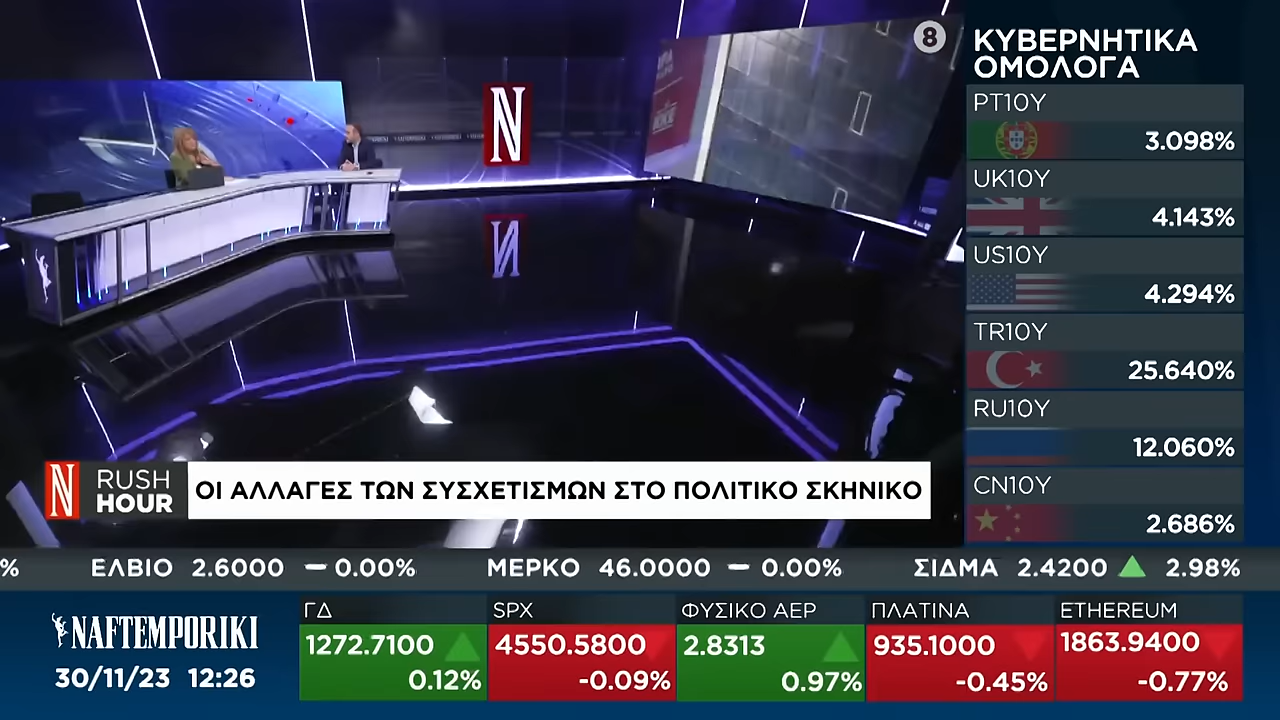 8
ΚΥΒΕΡΝΗΤΙΚΑ
ΟΜΟΛΟΓΑ
PT10Y
3.098%
UK10Y
4.143%
US10Y
4.294%
TR10Y
25.640%
RU10Y
12.060%
CN10Y
2.686%
N
N RUSH
HOUR
ΟΙ ΑΛΛΑΓΕΣ ΤΩΝ ΣΥΣΧΕΤΙΣΜΩΝ ΣΤΟ ΠΟΛΙΤΙΚΟ ΣΚΗΝΙΚΟ
% ΕΛΒΙΟ 2.6000 0.00% ΜΕΡΚΟ 46.0000 0.00% ΣΙΔΜΑ 2.4200 2.98%
NAFTEMPORIKI
30/11/23 12:26
ΓΔ
1272.7100
0.12%
SPX
4550.5800
-0.09%
ΦΥΣΙΚΟ ΑΕΡ
2.8313
0.97%
ΠΛΑΤΙΝΑ
935.1000
-0.45%
ETHEREUM
1863.9400
-0.77%